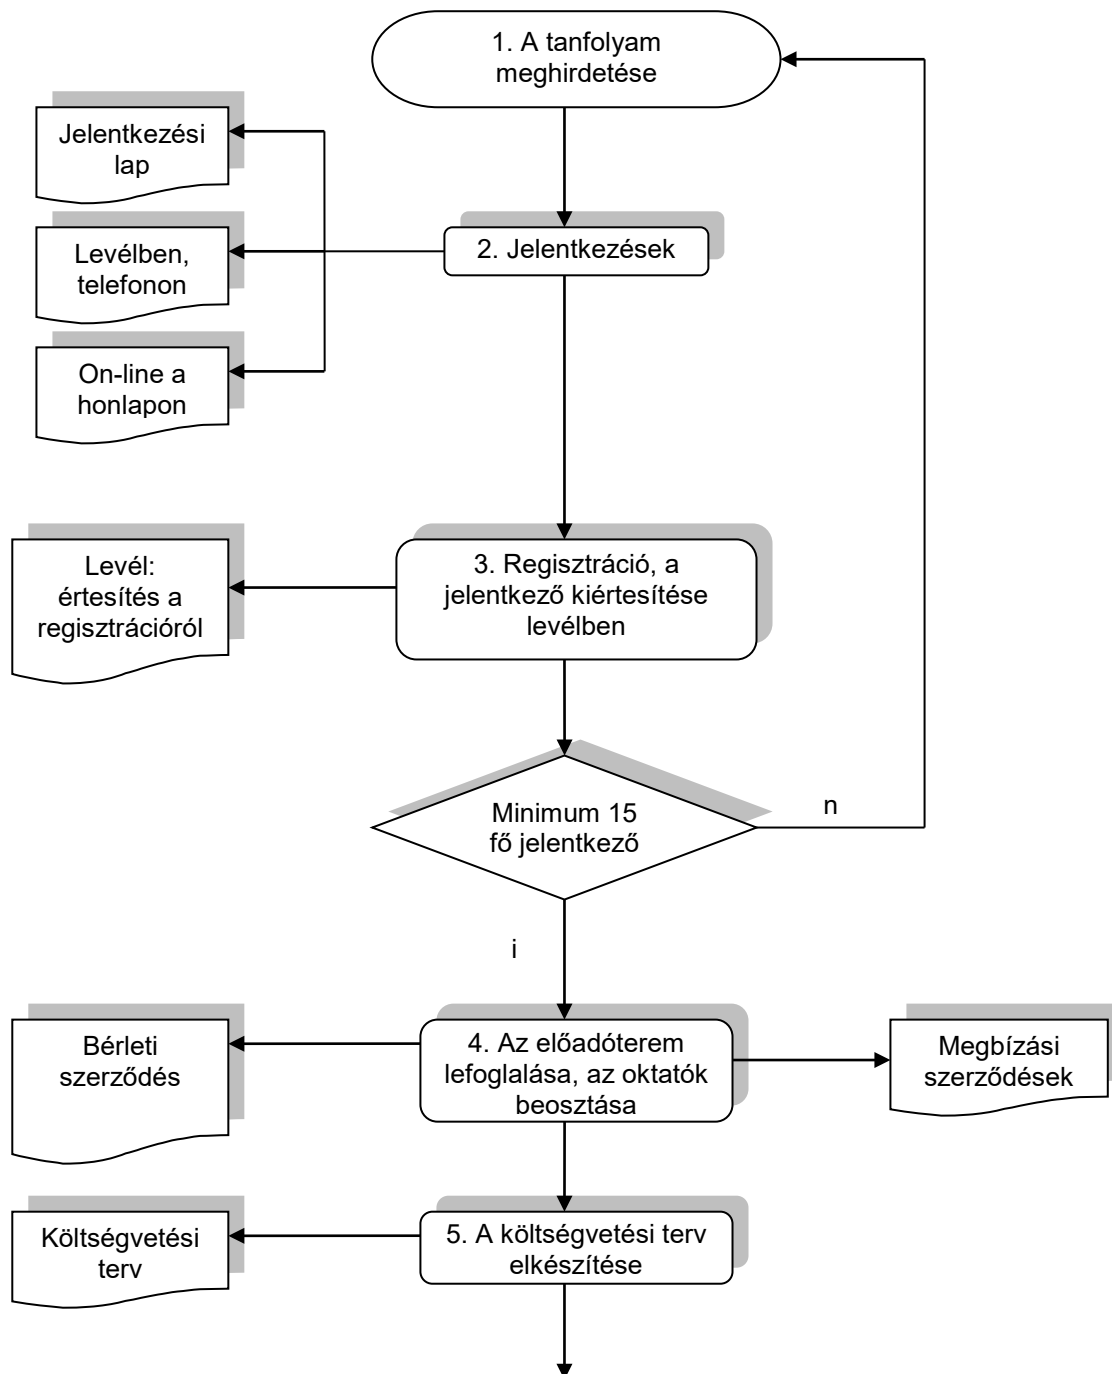 1. A tanfolyam
meghirdetése
Jelentkezési
lap
2. Jelentkezések
Levélben,
telefonon
On-line a
honlapon
3. Regisztráció, a
jelentkező kiértesítése
levélben
Levél:
értesítés a
regisztrációról
Minimum 15
fő jelentkező
n
i
4. Az előadóterem
lefoglalása, az oktatók
beosztása
Bérleti
szerződés
Megbízási
szerződések
5. A költségvetési terv
elkészítése
Költségvetési
terv